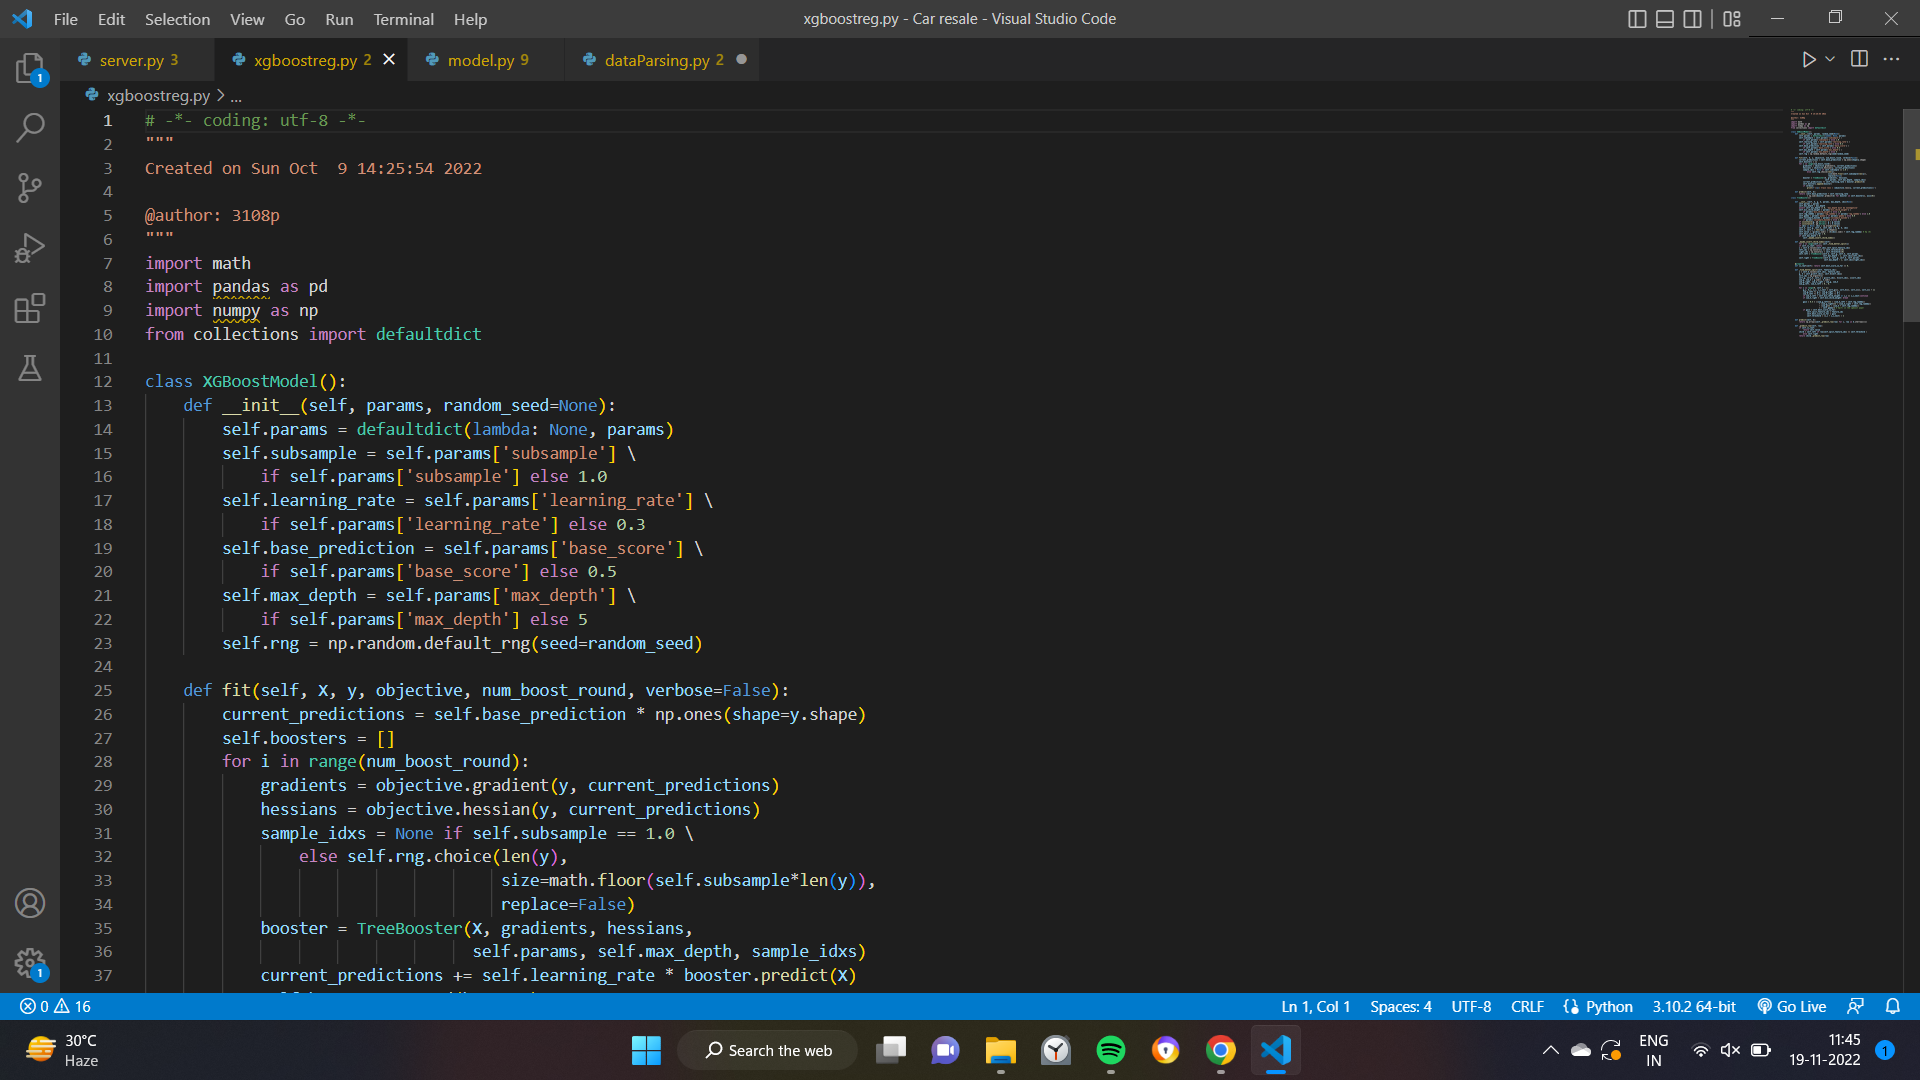 File Edit Selection View Go Run Terminal Help
xgboostreg.py - Car resale - Visual Studio Code
server.py 3
xgboostreg.py 2
model.py 9
dataParsing.py 2
xgboostreg.py > ...
1 # -*- coding: utf-8 -*-
2 """
3 Created on Sun Oct  9 14:25:54 2022
4
5 @author: 3108p
6 """
7 import math
8 import pandas as pd
9 import numpy as np
10 from collections import defaultdict
11
12 class XGBoostModel():
13     def __init__(self, params, random_seed=None):
14         self.params = defaultdict(lambda: None, params)
15         self.subsample = self.params['subsample'] \
16             if self.params['subsample'] else 1.0
17         self.learning_rate = self.params['learning_rate'] \
18             if self.params['learning_rate'] else 0.3
19         self.base_prediction = self.params['base_score'] \
20             if self.params['base_score'] else 0.5
21         self.max_depth = self.params['max_depth'] \
22             if self.params['max_depth'] else 5
23         self.rng = np.random.default_rng(seed=random_seed)
24
25     def fit(self, X, y, objective, num_boost_round, verbose=False):
26         current_predictions = self.base_prediction * np.ones(shape=y.shape)
27         self.boosters = []
28         for i in range(num_boost_round):
29             gradients = objective.gradient(y, current_predictions)
30             hessians = objective.hessian(y, current_predictions)
31             sample_idxs = None if self.subsample == 1.0 \
32                 else self.rng.choice(len(y),
33                                      size=math.floor(self.subsample*len(y)),
34                                      replace=False)
35             booster = TreeBooster(X, gradients, hessians,
36                                   self.params, self.max_depth, sample_idxs)
37             current_predictions += self.learning_rate * booster.predict(X)
1
1
0 16
Ln 1, Col 1 Spaces: 4 UTF-8 CRLF {} Python 3.10.2 64-bit Go Live
30°C
Haze
Search the web
ENG
IN
11:45
19-11-2022
1